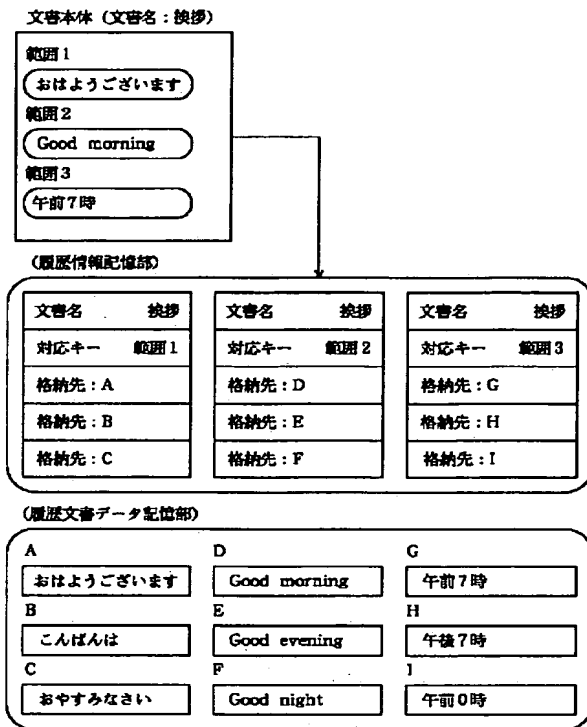 文書本体（文書名：挨拶）
範囲1
おはようございます
範囲2
Good morning
範囲3
午前7時
（履歴情報記憶部）
文書名 挨拶 文書名 挨拶 文書名 挨拶
対応キー 範囲1 対応キー 範囲2 対応キー 範囲3
格納先：A 格納先：D 格納先：G
格納先：B 格納先：E 格納先：H
格納先：C 格納先：F 格納先：I
（履歴文書データ記憶部）
A D G
おはようございます Good morning 午前7時
B E H
こんばんは Good evening 午後7時
C F I
おやすみなさい Good night 午前0時